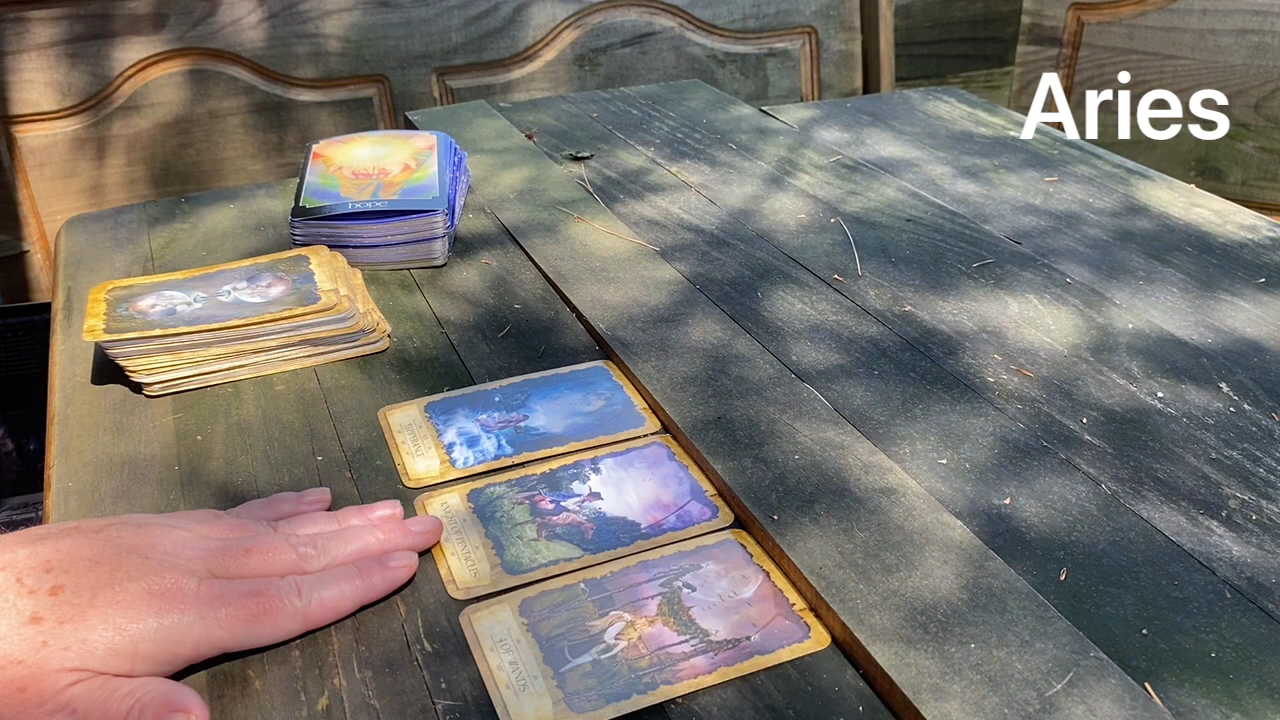 Aries
hope
TEMPERANCE
KNIGHT OF PENTACLES
4 OF WANDS